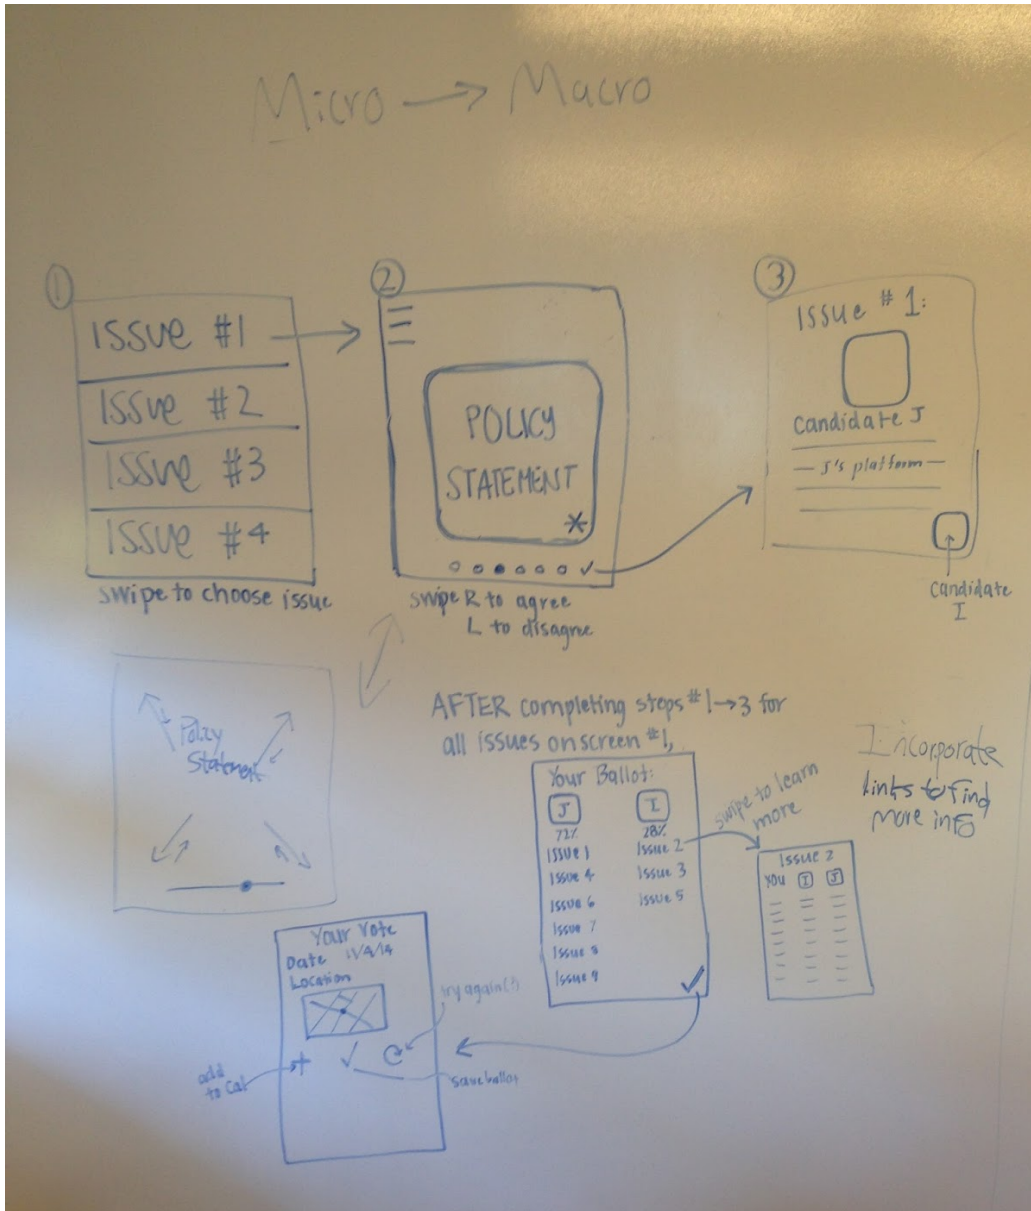 Micro → Macro
①
Issue #1
Issue #2
Issue #3
Issue #4
swipe to choose issue
②
POLICY
STATEMENT
*
swipe R to agree
L to disagree
③
Issue #1:
Candidate J
J's platform
Candidate
I
Policy
Statement
AFTER completing steps #1→3 for
all issues on screen #1,
Your Ballot:
J I
72% 28%
Issue 1 Issue 2
Issue 4 Issue 3
Issue 6 Issue 5
Issue 7
Issue 8
Issue 9
swipe to learn
more
Issue 2
YOU I J
Incorporate
links to find
more info
Your Vote
Date 11/4/14
Location
try again(?)
add
to Cal
save ballot